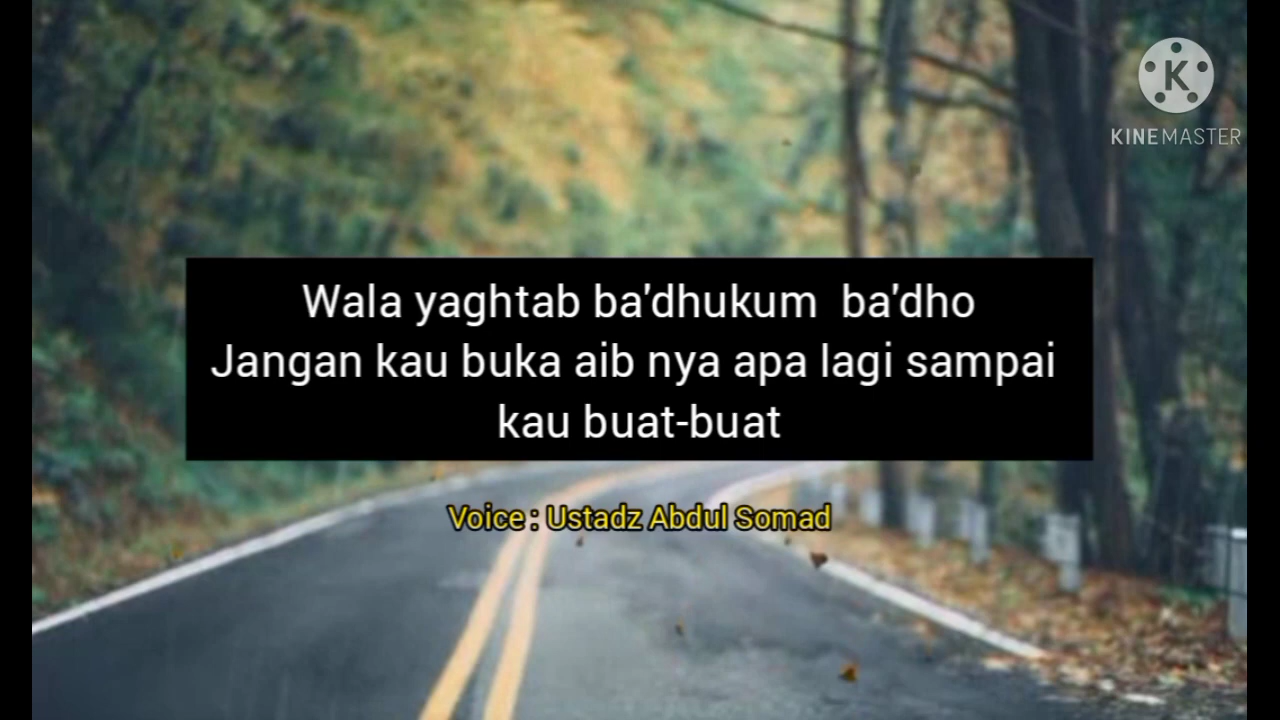 KINEMASTER
Wala yaghtab ba'dhukum ba'dho
Jangan kau buka aib nya apa lagi sampai
kau buat-buat
Voice : Ustadz Abdul Somad